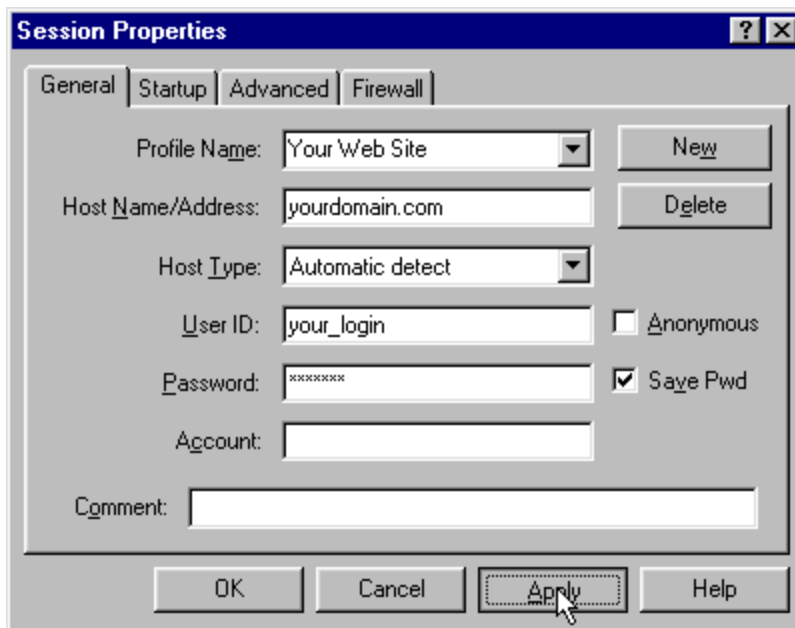 Session Properties
General Startup Advanced Firewall
Profile Name: Your Web Site New
Host Name/Address: yourdomain.com Delete
Host Type: Automatic detect
User ID: your_login Anonymous
Password: ******* Save Pwd
Account:
Comment:
OK Cancel Apply Help